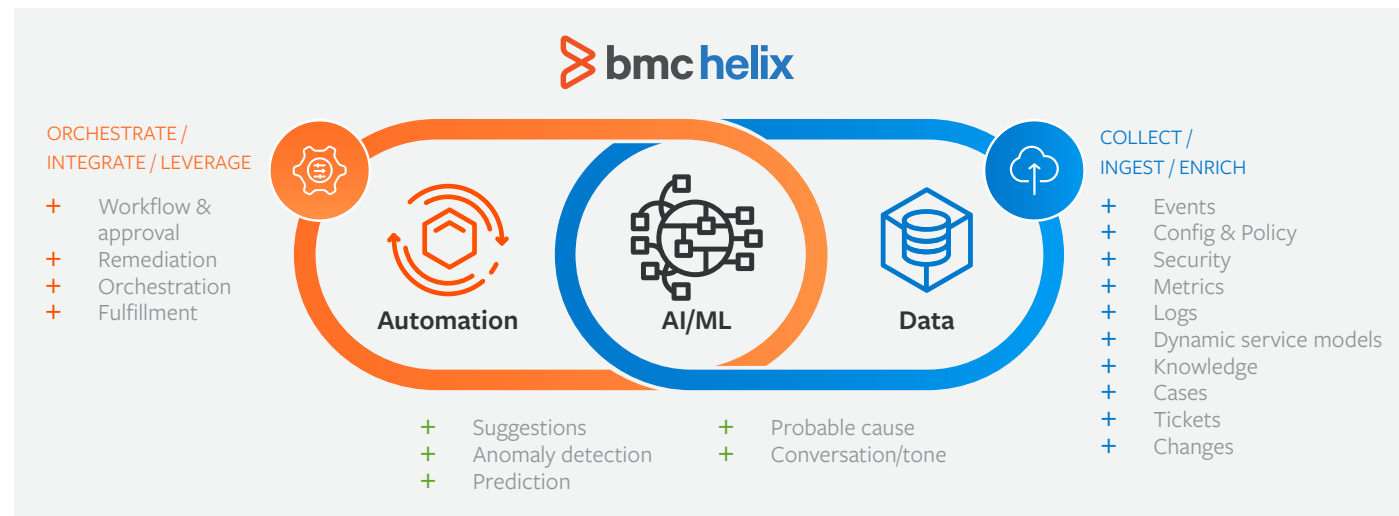 bmc helix
ORCHESTRATE /
INTEGRATE / LEVERAGE
+ Workflow &
approval
+ Remediation
+ Orchestration
+ Fulfillment
Automation
AI/ML
Data
COLLECT /
INGEST / ENRICH
+ Events
+ Config & Policy
+ Security
+ Metrics
+ Logs
+ Dynamic service models
+ Knowledge
+ Cases
+ Tickets
+ Changes
+ Suggestions
+ Anomaly detection
+ Prediction
+ Probable cause
+ Conversation/tone